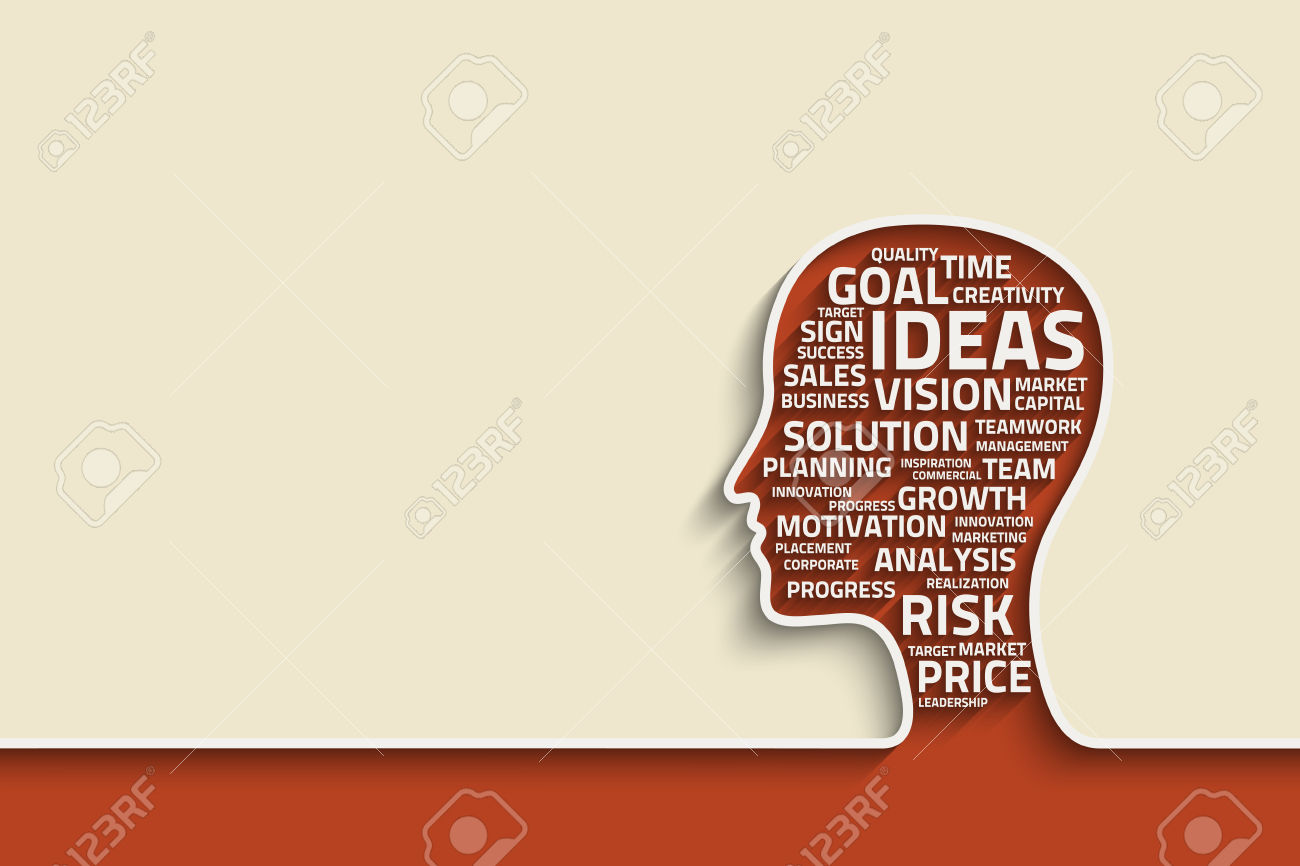 QUALITY
TIME
GOAL
CREATIVITY
TARGET
IDEAS
SIGN
SUCCESS
SALES
VISION
MARKET
BUSINESS
CAPITAL
SOLUTION
TEAMWORK
MANAGEMENT
PLANNING
INSPIRATION
TEAM
COMMERCIAL
INNOVATION
GROWTH
PROGRESS
MOTIVATION
INNOVATION
MARKETING
PLACEMENT
ANALYSIS
CORPORATE
REALIZATION
PROGRESS
RISK
TARGET
MARKET
PRICE
LEADERSHIP
123RF
123RF
123RF
123RF
123RF
123RF